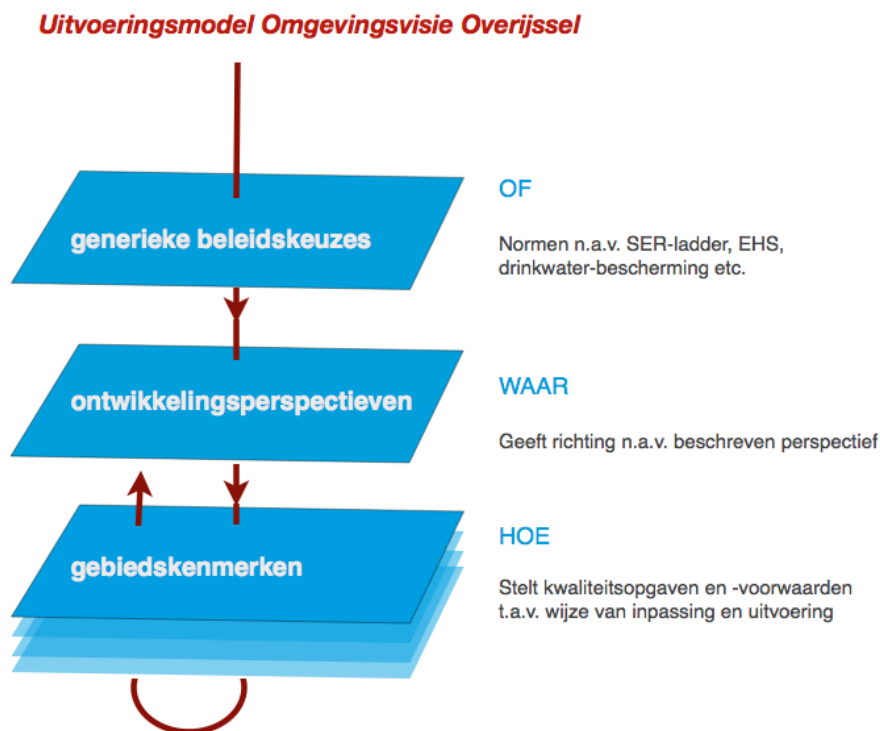 Uitvoeringsmodel Omgevingsvisie Overijssel
generieke beleidskeuzes
OF
Normen n.a.v. SER-ladder, EHS,
drinkwater-bescherming etc.
ontwikkelingsperspectieven
WAAR
Geeft richting n.a.v. beschreven perspectief
gebiedskenmerken
HOE
Stelt kwaliteitsopgaven en -voorwaarden
t.a.v. wijze van inpassing en uitvoering